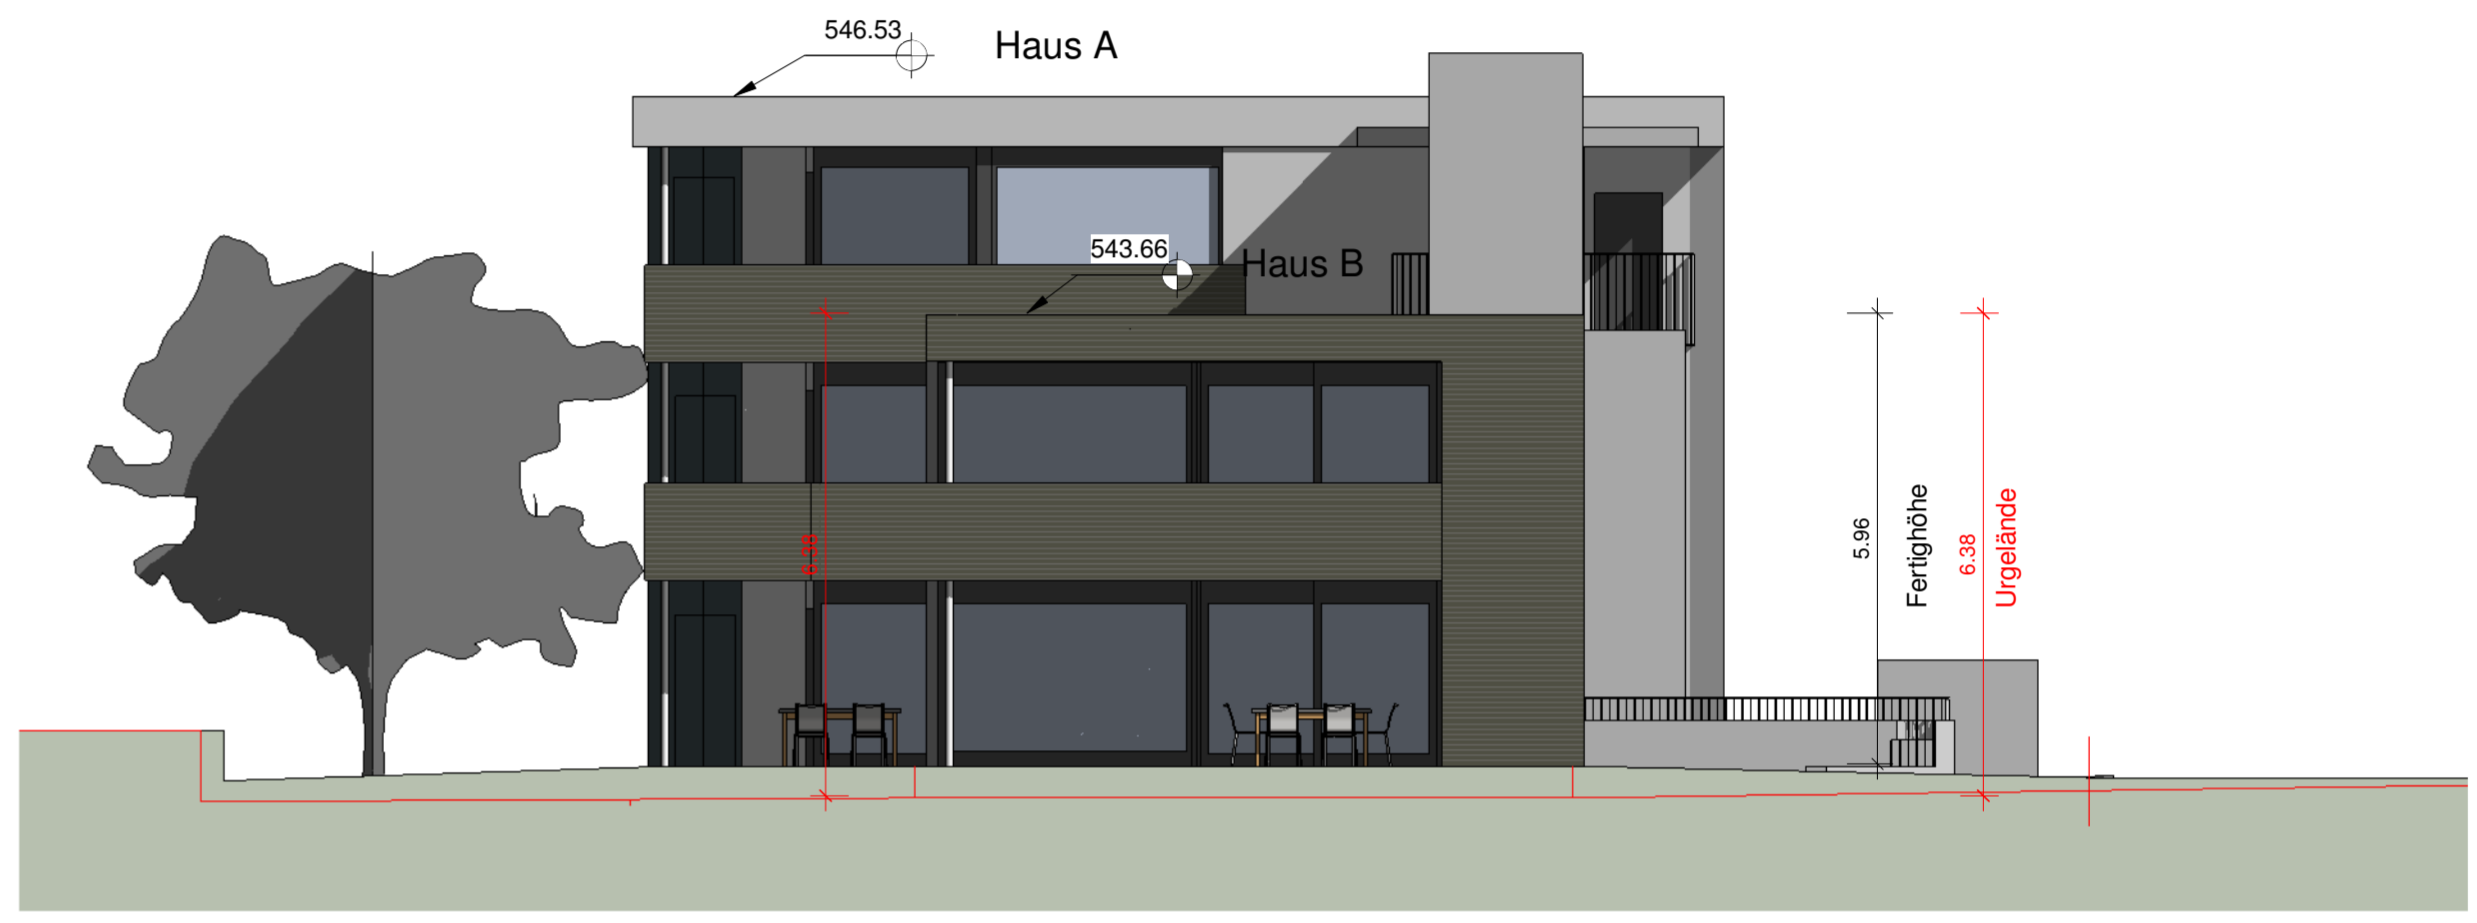 546.53
Haus A
543.66
Haus B
6.38
5.96
Fertighöhe
6.38
Urgelände